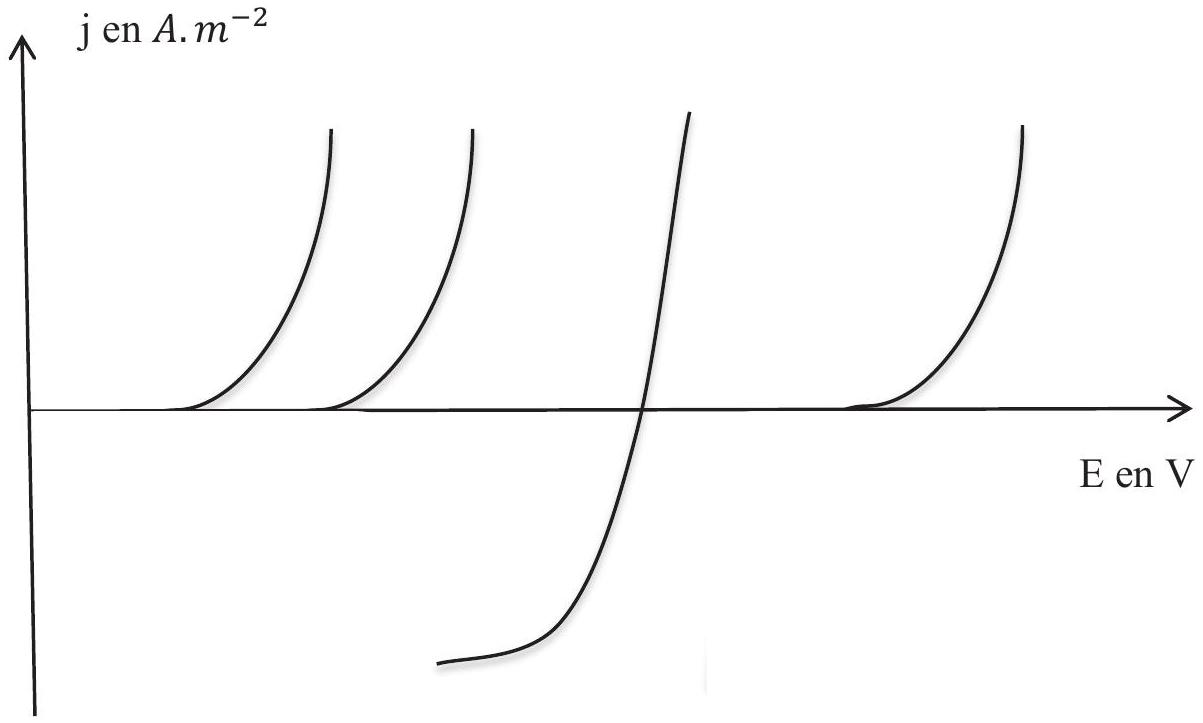 j en A.m⁻²
E en V